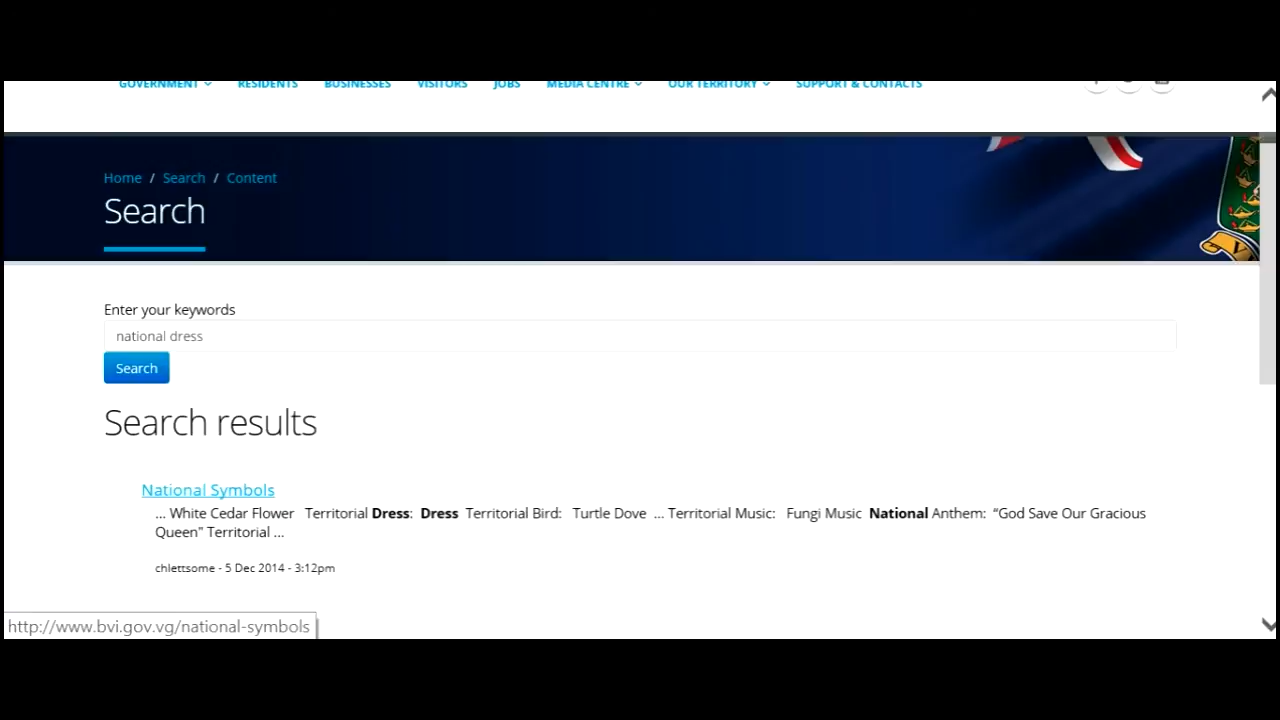 GOVERNMENT RESIDENTS BUSINESSES VISITORS JOBS MEDIA CENTRE OUR TERRITORY SUPPORT & CONTACTS
Home / Search / Content
Search
Enter your keywords
national dress
Search
Search results
National Symbols
... White Cedar Flower Territorial Dress: Dress Territorial Bird: Turtle Dove ... Territorial Music: Fungi Music National Anthem: “God Save Our Gracious
Queen” Territorial ...
chlettsome - 5 Dec 2014 - 3:12pm
http://www.bvi.gov.vg/national-symbols